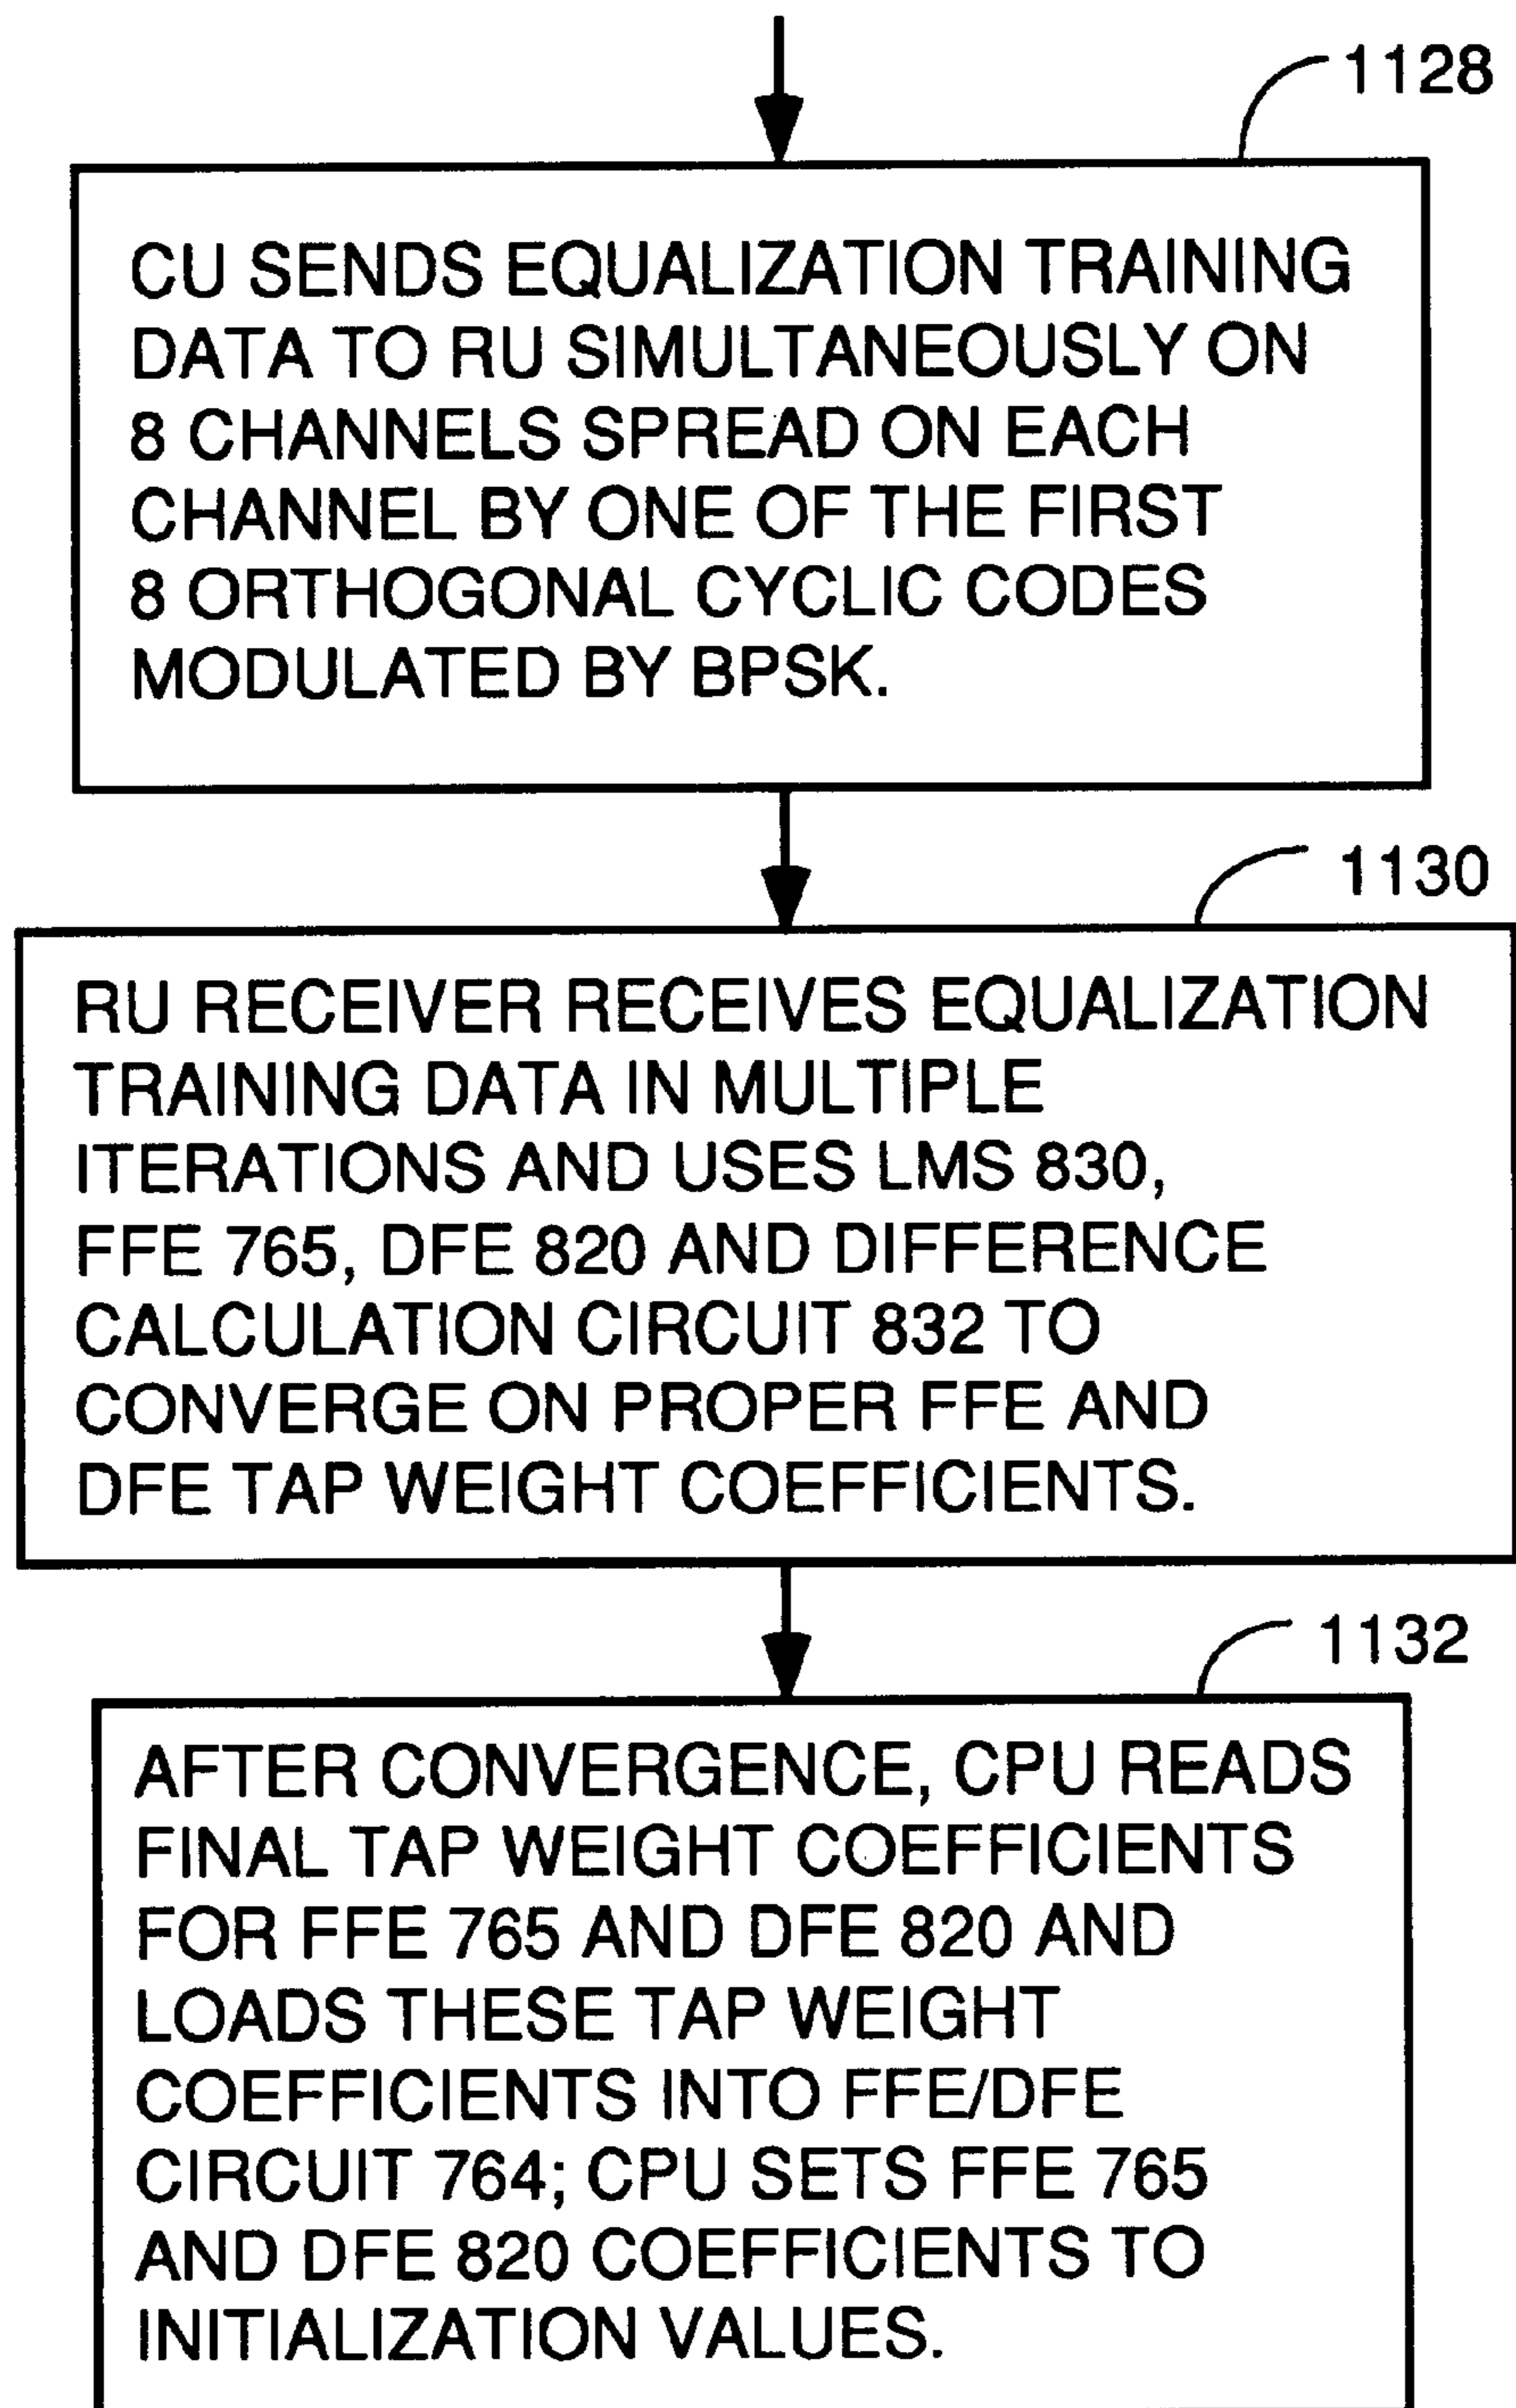 1128
CU SENDS EQUALIZATION TRAINING
DATA TO RU SIMULTANEOUSLY ON
8 CHANNELS SPREAD ON EACH
CHANNEL BY ONE OF THE FIRST
8 ORTHOGONAL CYCLIC CODES
MODULATED BY BPSK.
1130
RU RECEIVER RECEIVES EQUALIZATION
TRAINING DATA IN MULTIPLE
ITERATIONS AND USES LMS 830,
FFE 765, DFE 820 AND DIFFERENCE
CALCULATION CIRCUIT 832 TO
CONVERGE ON PROPER FFE AND
DFE TAP WEIGHT COEFFICIENTS.
1132
AFTER CONVERGENCE, CPU READS
FINAL TAP WEIGHT COEFFICIENTS
FOR FFE 765 AND DFE 820 AND
LOADS THESE TAP WEIGHT
COEFFICIENTS INTO FFE/DFE
CIRCUIT 764; CPU SETS FFE 765
AND DFE 820 COEFFICIENTS TO
INITIALIZATION VALUES.